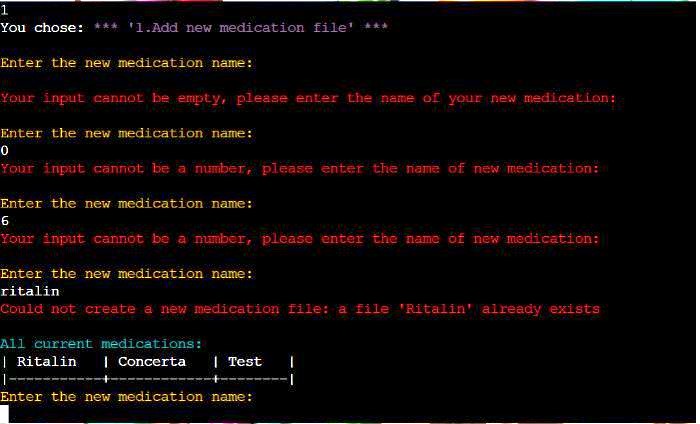 1
You chose: *** '1.Add new medication file' ***
Enter the new medication name:
Your input cannot be empty, please enter the name of your new medication:
Enter the new medication name:
0
Your input cannot be a number, please enter the name of new medication:
Enter the new medication name:
6
Your input cannot be a number, please enter the name of new medication:
Enter the new medication name:
ritalin
Could not create a new medication file: a file 'Ritalin' already exists
All current medications:
| Ritalin   | Concerta   | Test   |
|-----------+------------+--------|
Enter the new medication name: